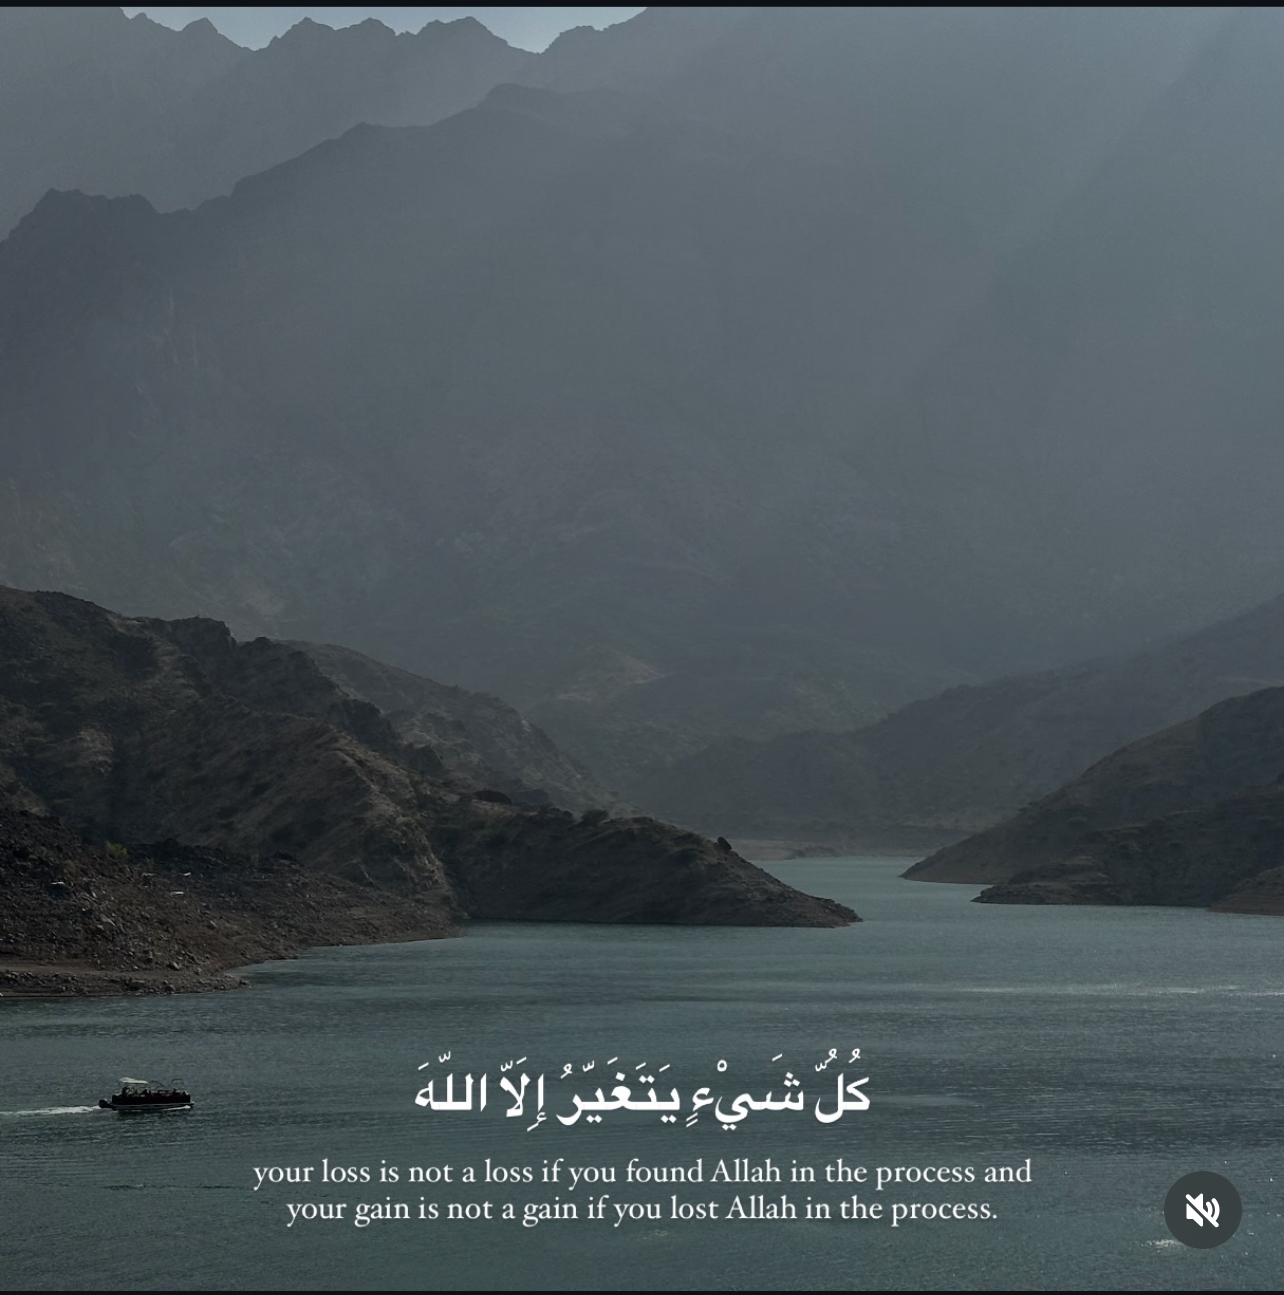 كُلُّ شَيْءٍ يَتَغَيَّرُ إِلَّا اللَّهَ
your loss is not a loss if you found Allah in the process and
your gain is not a gain if you lost Allah in the process.